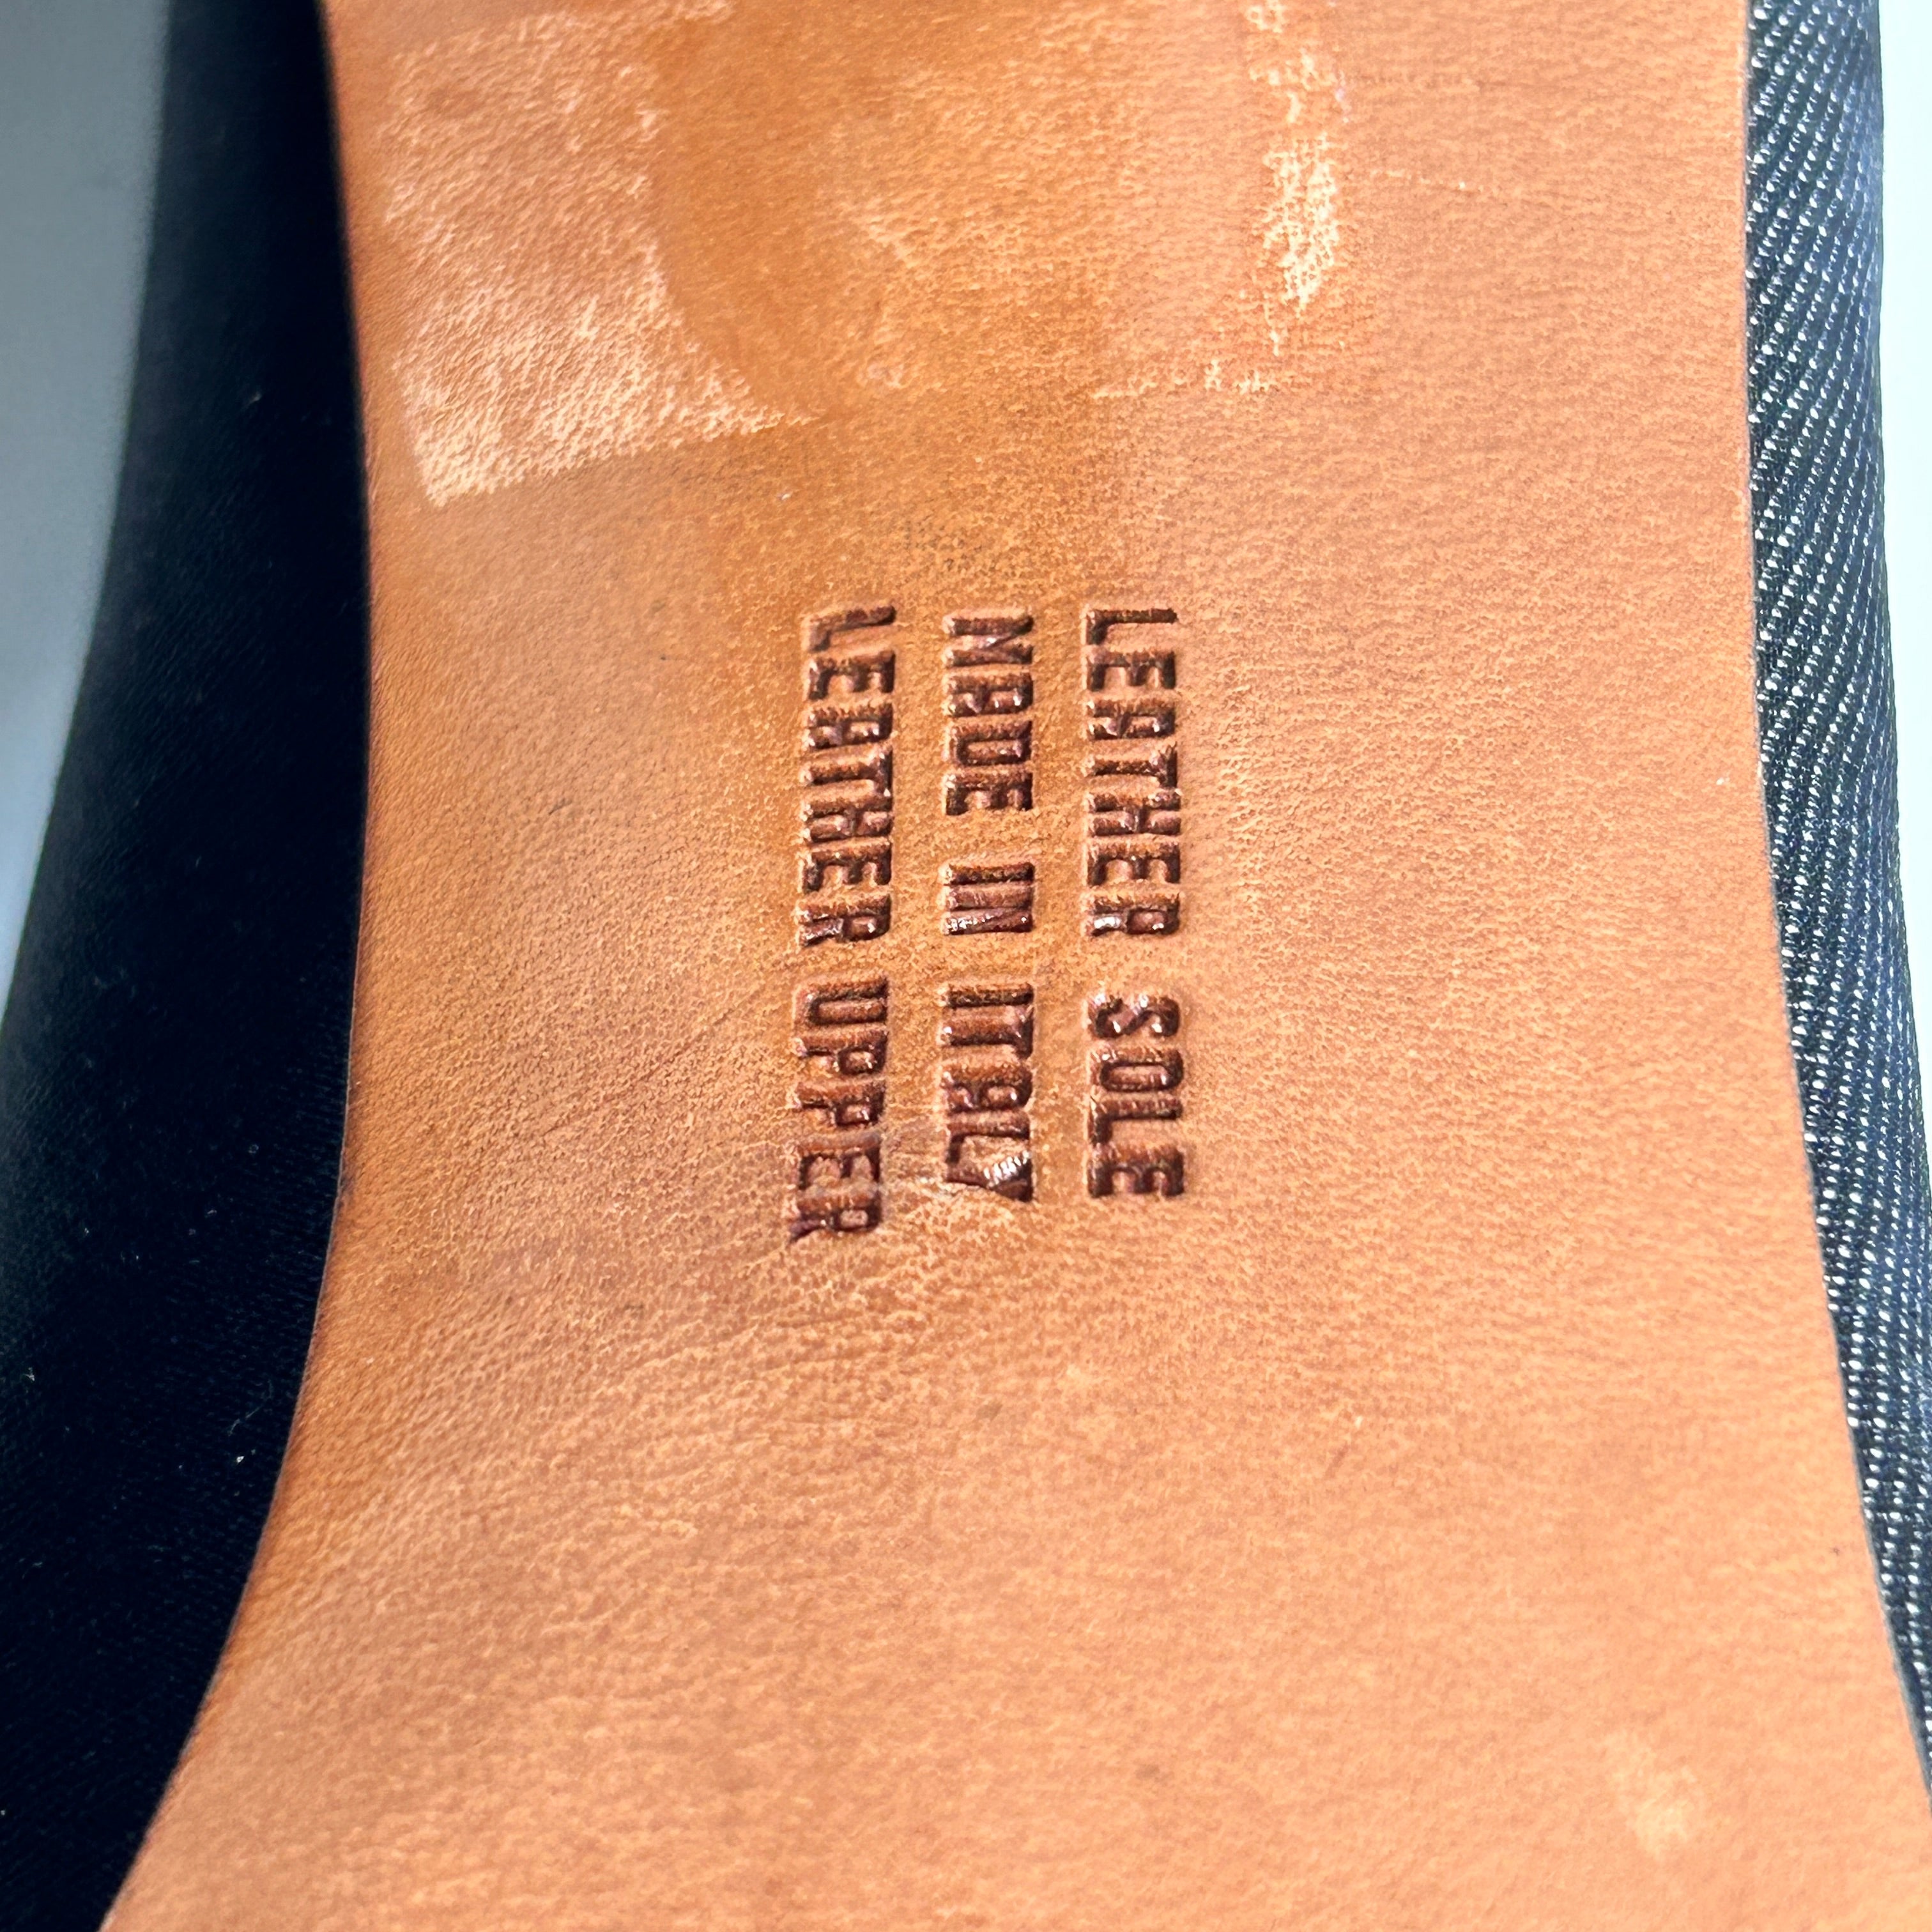 LEATHER SOLE
MADE IN ITALY
LEATHER UPPER